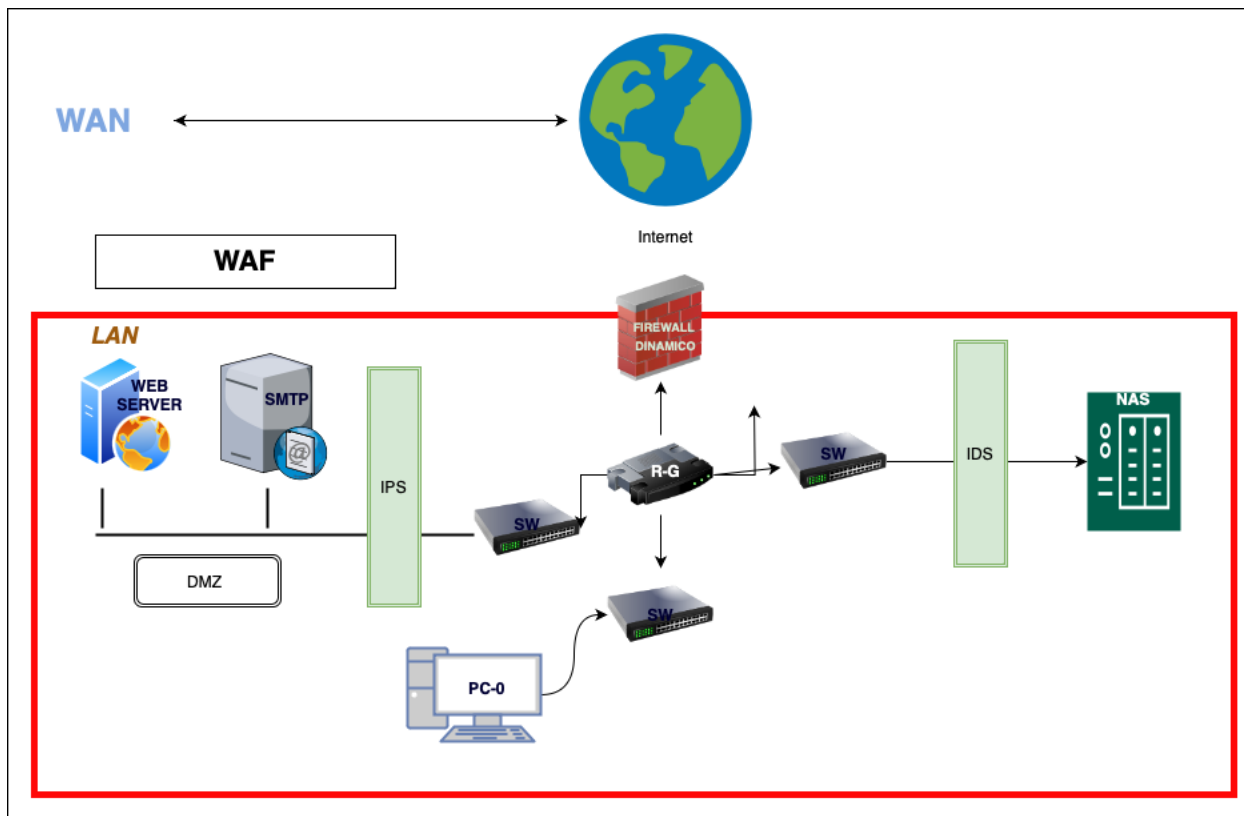 WAN
Internet
WAF
FIREWALL
DINAMICO
LAN
WEB
SERVER
SMTP
IPS
SW
R-G
SW
IDS
NAS
DMZ
SW
PC-0